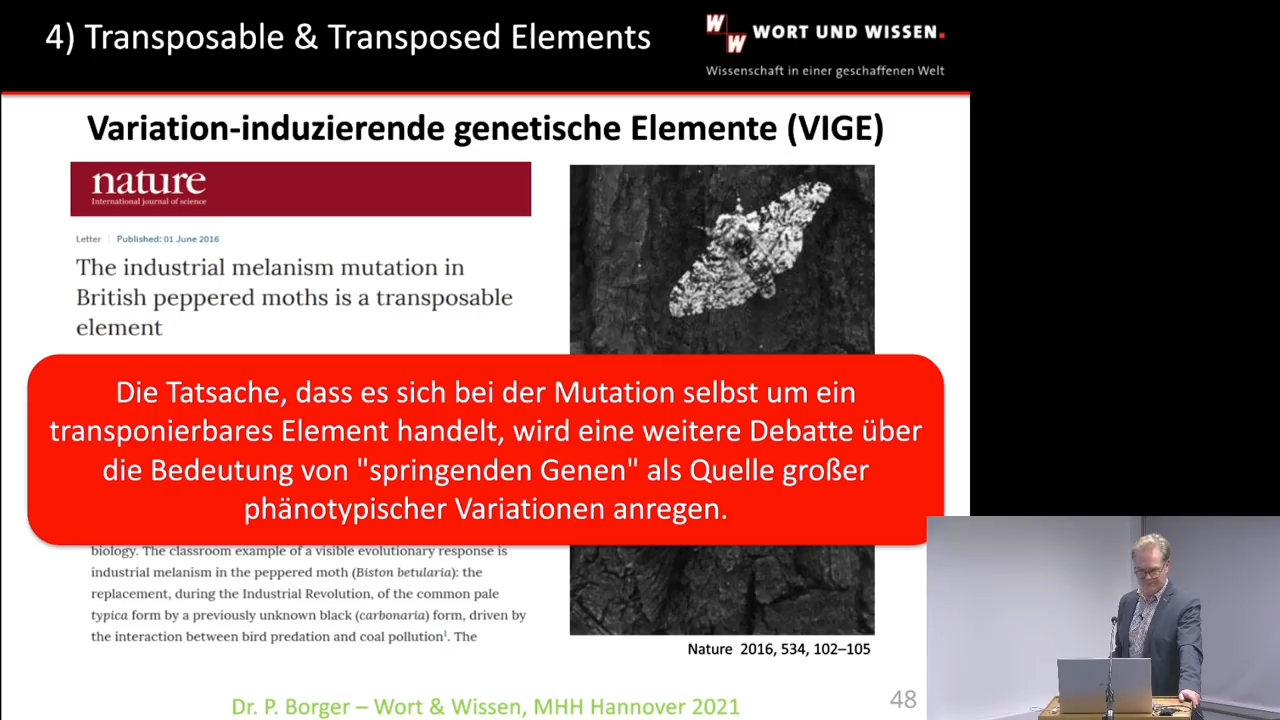 4) Transposable & Transposed Elements
W
W WORT UND WISSEN.
Wissenschaft in einer geschaffenen Welt
Variation-induzierende genetische Elemente (VIGE)
nature
International journal of science
Letter | Published: 01 June 2016
The industrial melanism mutation in
British peppered moths is a transposable
element
Die Tatsache, dass es sich bei der Mutation selbst um ein
transponierbares Element handelt, wird eine weitere Debatte über
die Bedeutung von "springenden Genen" als Quelle großer
phänotypischer Variationen anregen.
biology. The classroom example of a visible evolutionary response is
industrial melanism in the peppered moth (Biston betularia): the
replacement, during the Industrial Revolution, of the common pale
typica form by a previously unknown black (carbonaria) form, driven by
the interaction between bird predation and coal pollution¹. The
Nature 2016, 534, 102–105
Dr. P. Borger – Wort & Wissen, MHH Hannover 2021
48